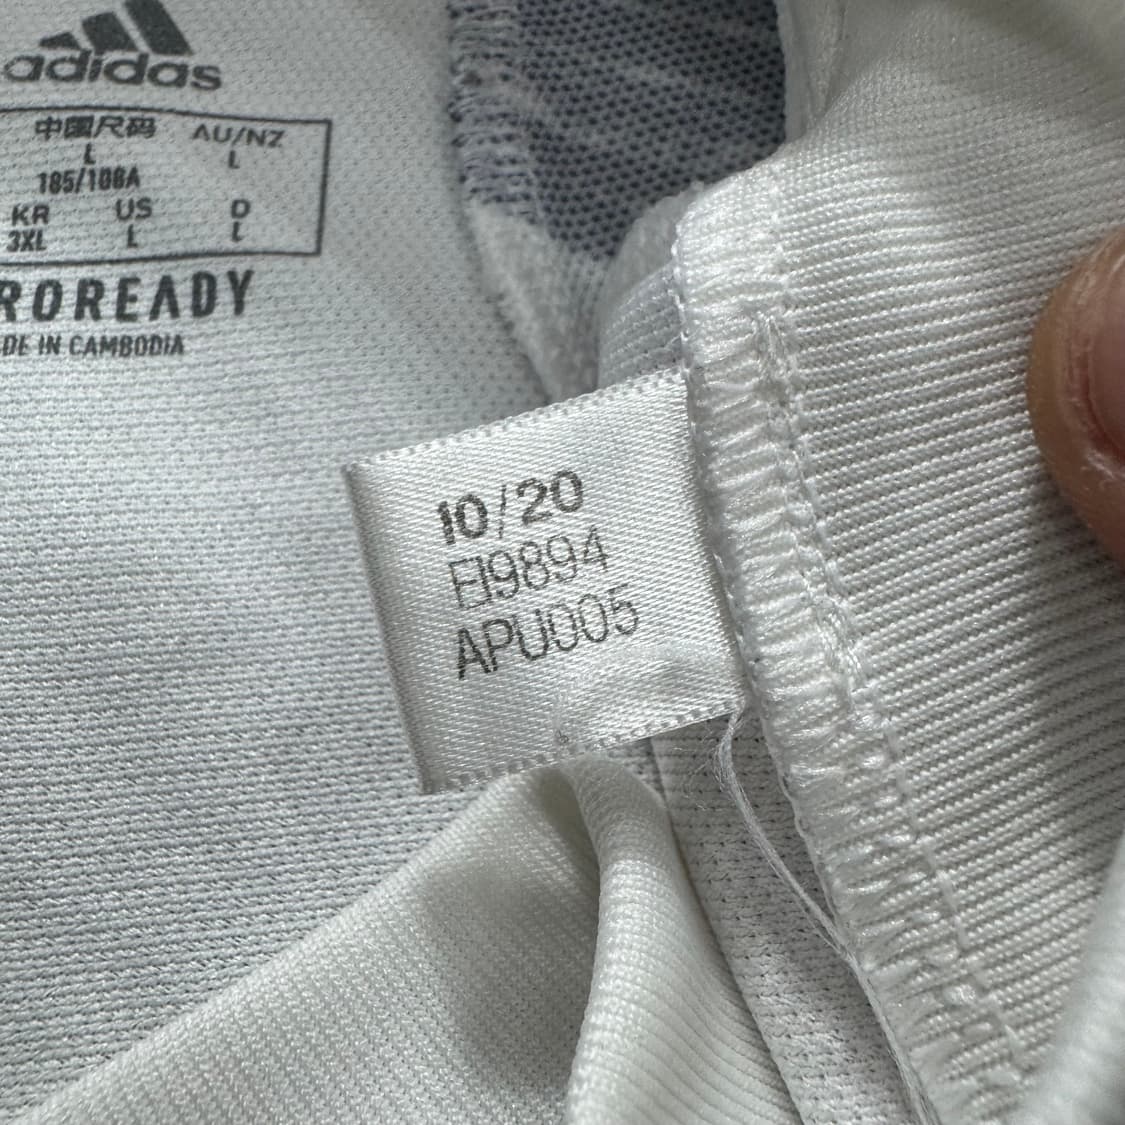 adidas
中国尺码 AU/NZ
L L
185/108A
KR US D
3XL L L
ROREADY
DE IN CAMBODIA
10/20
EI9894
APU005